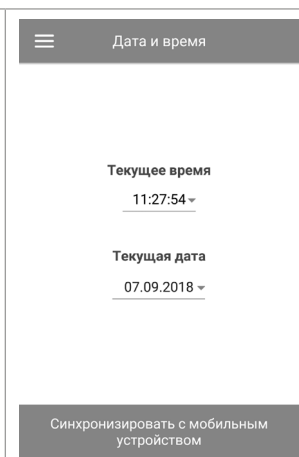 Дата и время
Текущее время
11:27:54
Текущая дата
07.09.2018
Синхронизировать с мобильным
устройством